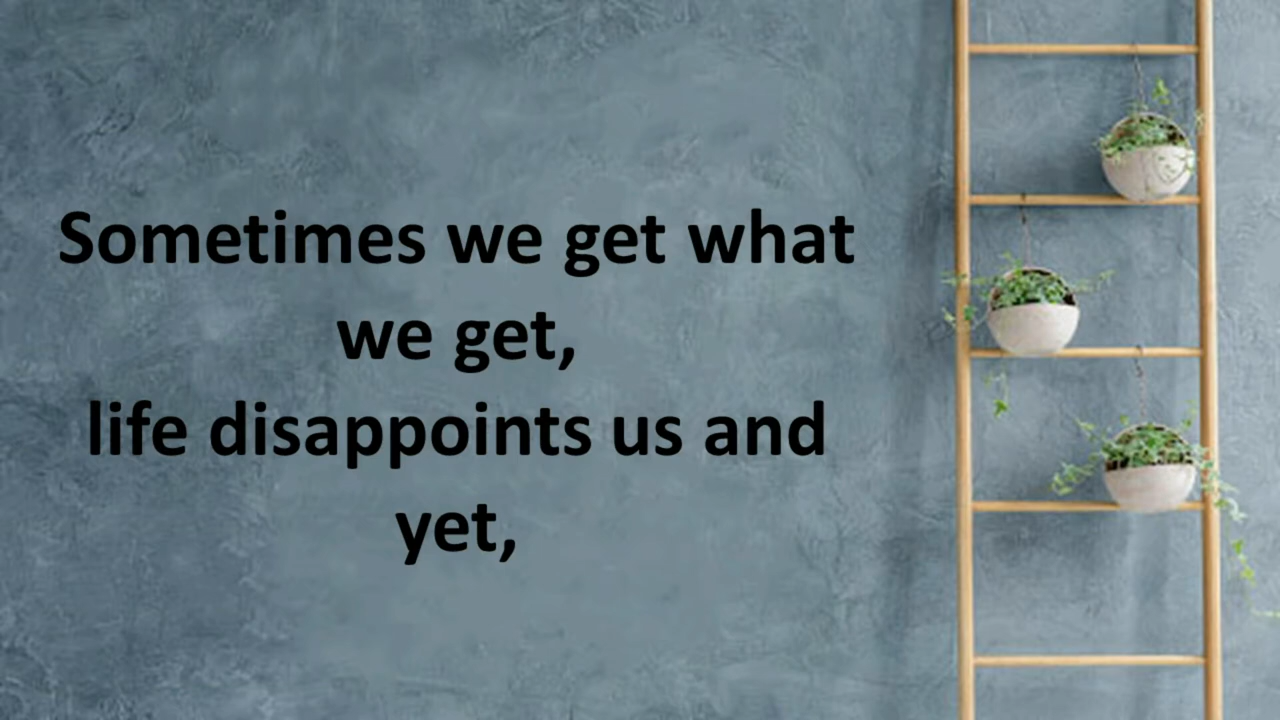 Sometimes we get what
we get,
life disappoints us and
yet,